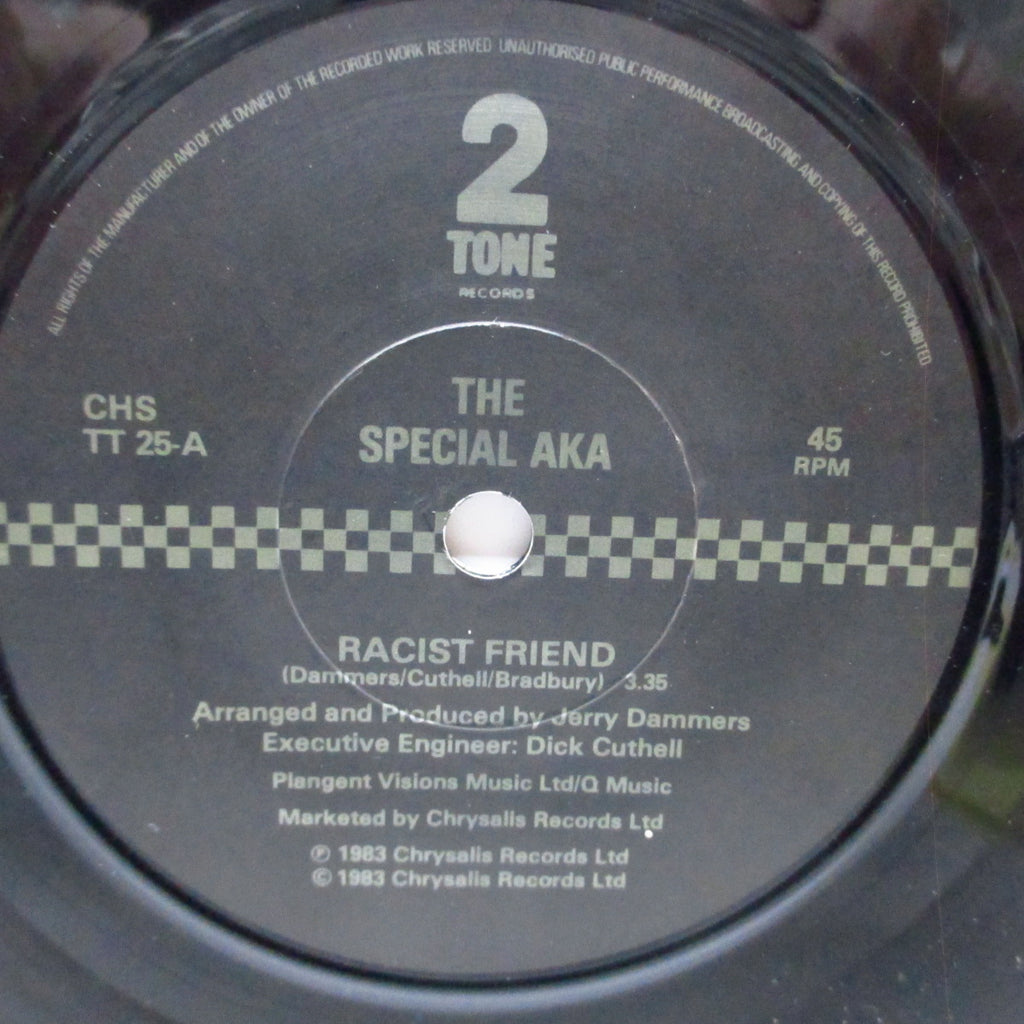 ALL RIGHTS OF THE MANUFACTURER AND OF THE OWNER OF THE RECORDED WORK RESERVED UNAUTHORISED PUBLIC PERFORMANCE BROADCASTING AND COPYING OF THIS RECORD PROHIBITED
2
TONE
RECORDS
THE
SPECIAL AKA
CHS
TT 25-A
45
RPM
RACIST FRIEND
(Dammers/Cuthell/Bradbury) 3.35
Arranged and Produced by Jerry Dammers
Executive Engineer: Dick Cuthell
Plangent Visions Music Ltd/Q Music
Marketed by Chrysalis Records Ltd
℗ 1983 Chrysalis Records Ltd
© 1983 Chrysalis Records Ltd